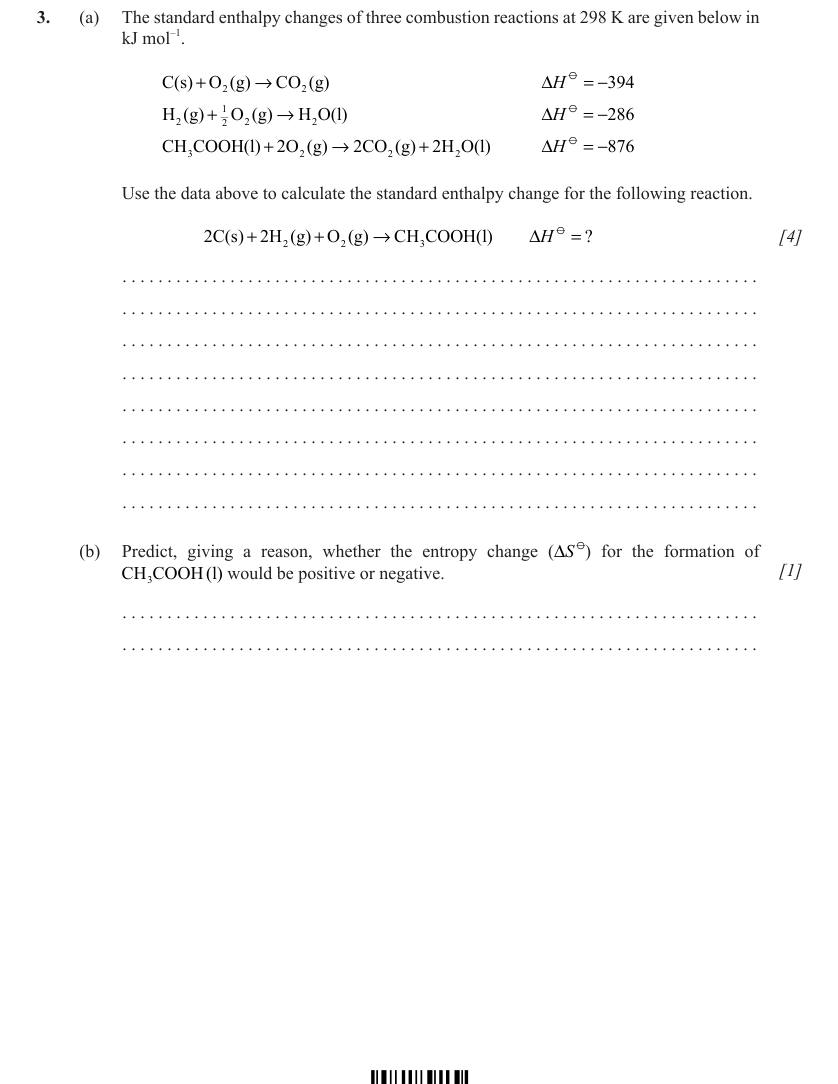 3. (a) The standard enthalpy changes of three combustion reactions at 298 K are given below in
kJ mol⁻¹.
C(s)+O₂(g)→CO₂(g) ΔH⊖ =−394
H₂(g)+½O₂(g)→H₂O(l) ΔH⊖ =−286
CH₃COOH(l)+2O₂(g)→2CO₂(g)+2H₂O(l) ΔH⊖ =−876
Use the data above to calculate the standard enthalpy change for the following reaction.
2C(s)+2H₂(g)+O₂(g)→CH₃COOH(l) ΔH⊖ =? [4]
(b) Predict, giving a reason, whether the entropy change (ΔS⊖) for the formation of
CH₃COOH(l) would be positive or negative. [1]